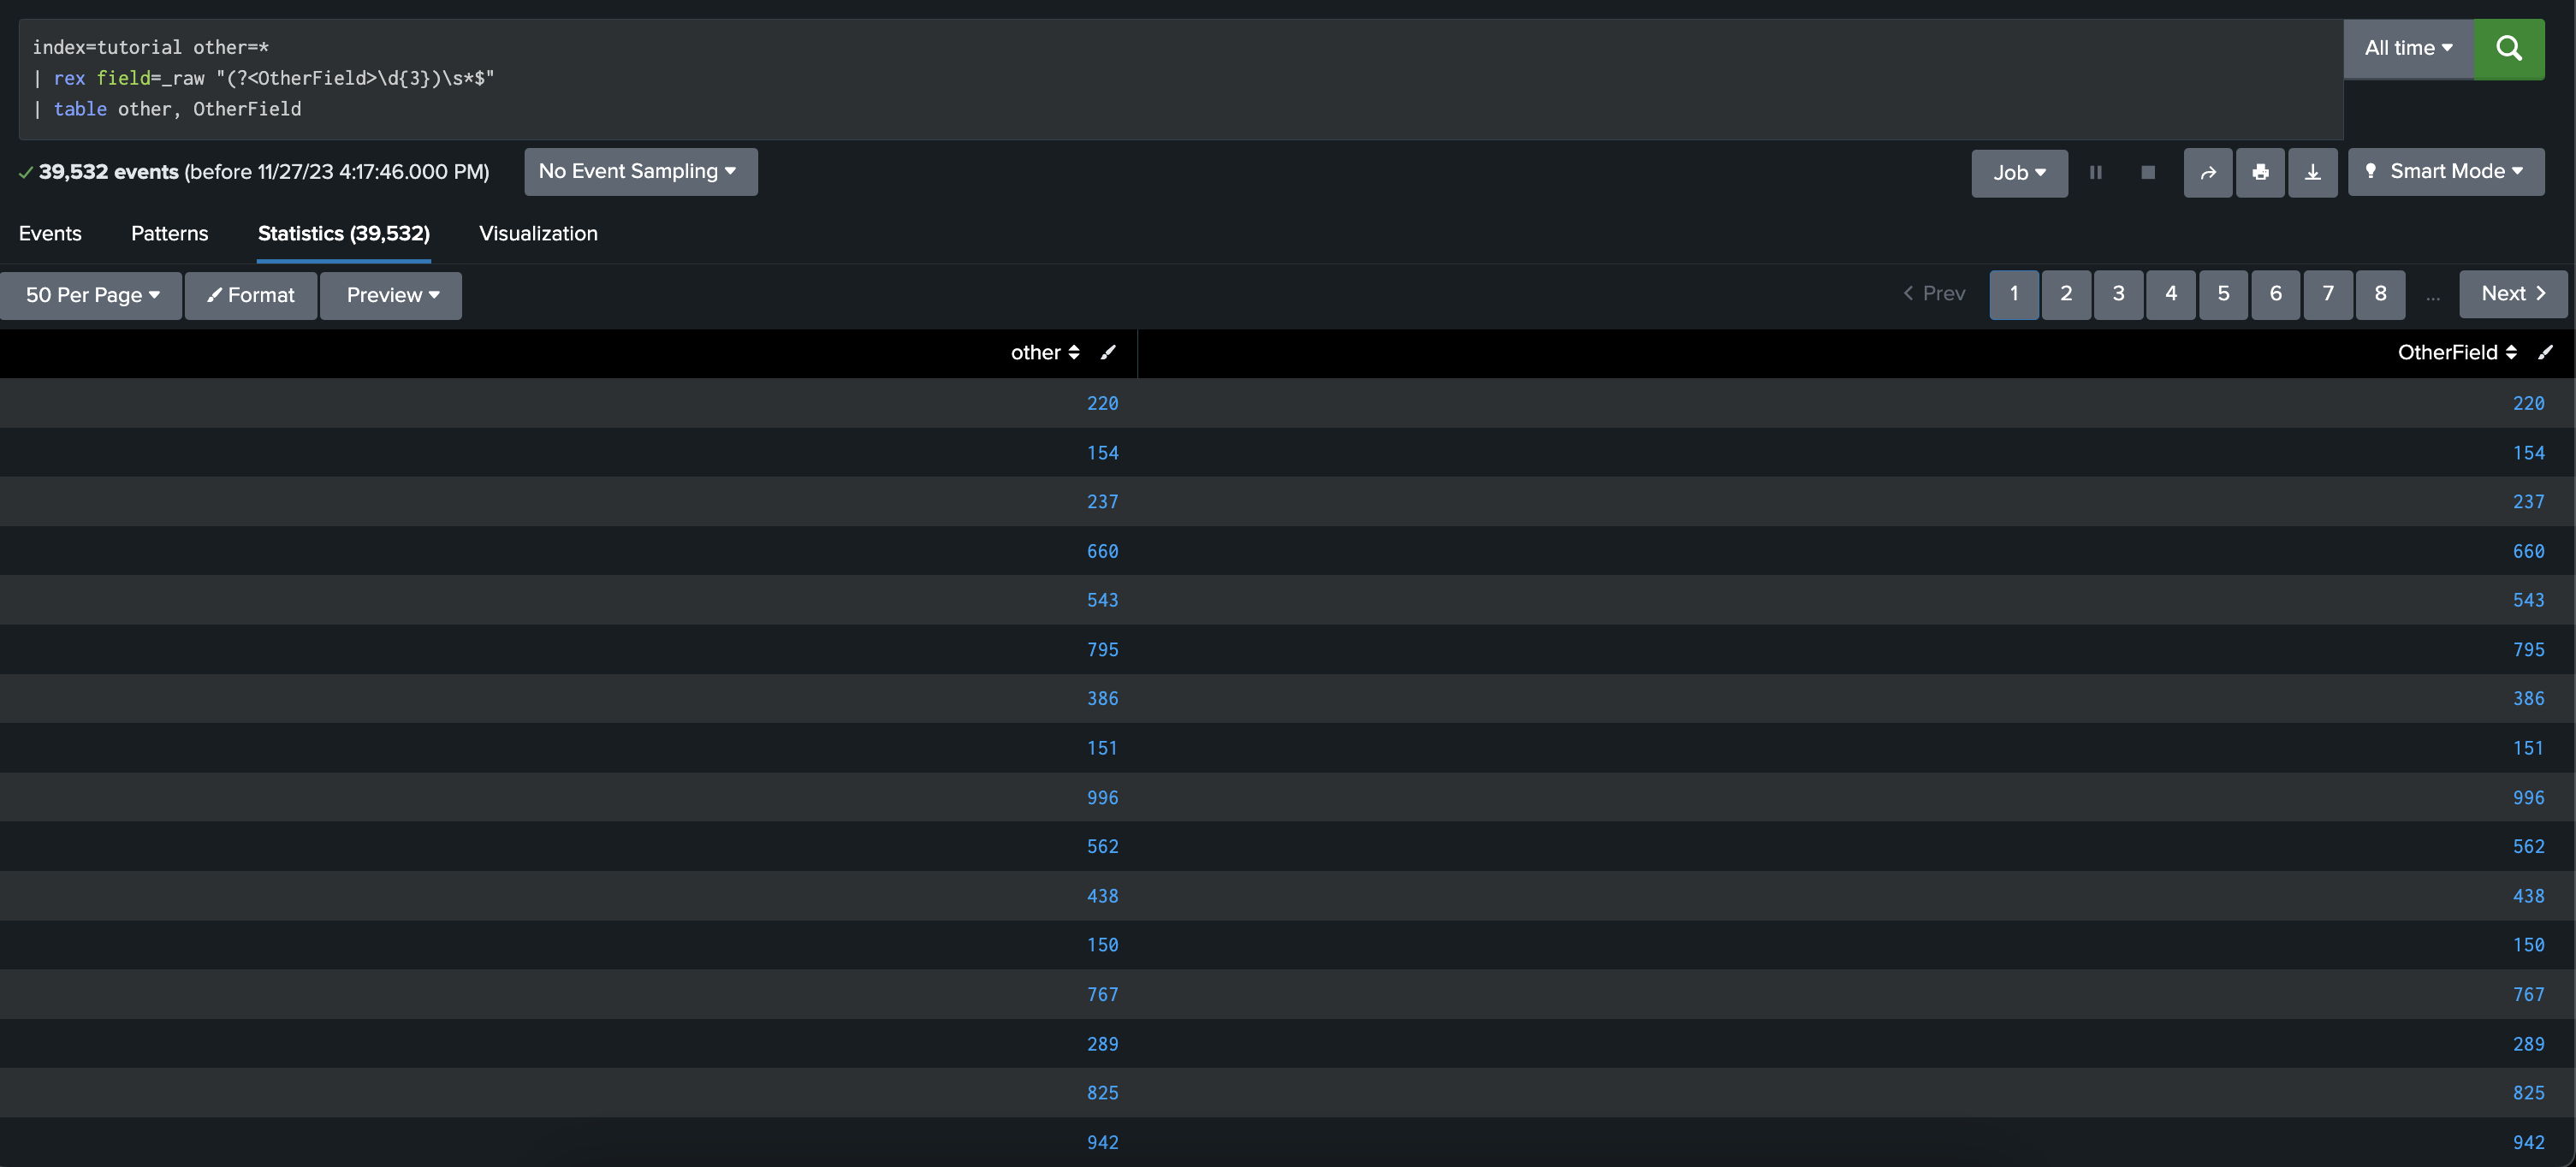 index=tutorial other=*
| rex field=_raw "(?<OtherField>\d{3})\s*$"
| table other, OtherField
All time
39,532 events (before 11/27/23 4:17:46.000 PM)
No Event Sampling
Job
Smart Mode
Events
Patterns
Statistics (39,532)
Visualization
50 Per Page
Format
Preview
Prev
1
2
3
4
5
6
7
8
...
Next
other
OtherField
220 220
154 154
237 237
660 660
543 543
795 795
386 386
151 151
996 996
562 562
438 438
150 150
767 767
289 289
825 825
942 942